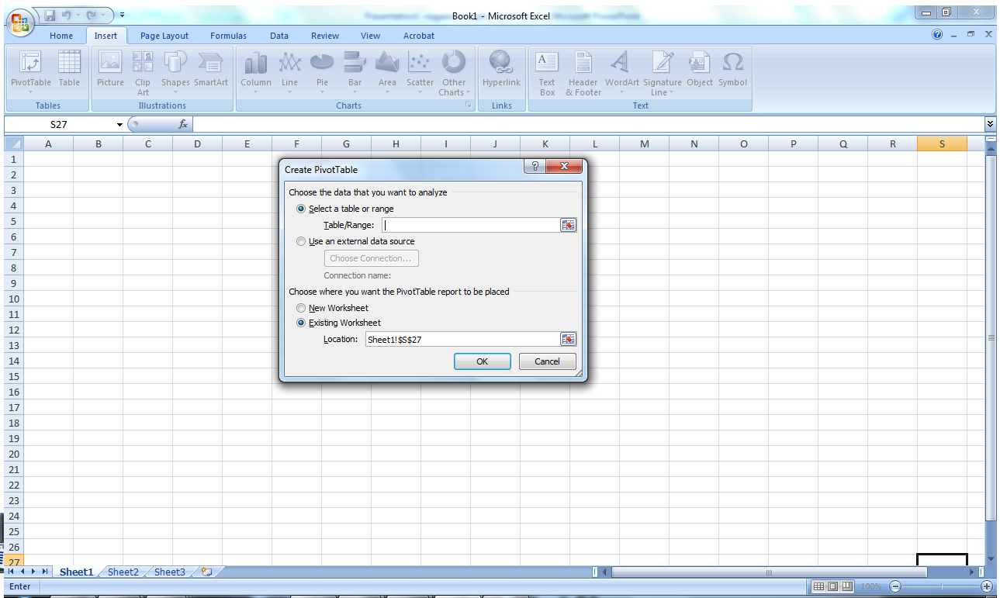 Book1 - Microsoft Excel
Home Insert Page Layout Formulas Data Review View Acrobat
PivotTable Table Picture Clip Art Shapes SmartArt Column Line Pie Bar Area Scatter Other Charts Hyperlink Text Box Header & Footer WordArt Signature Line Object Symbol
Tables Illustrations Charts Links Text
S27 fx
A B C D E F G H I J K L M N O P Q R S
1
2
3
4
5
6
7
8
9
10
11
12
13
14
15
16
17
18
19
20
21
22
23
24
25
26
27
Create PivotTable
Choose the data that you want to analyze
Select a table or range
Table/Range:
Use an external data source
Choose Connection...
Connection name:
Choose where you want the PivotTable report to be placed
New Worksheet
Existing Worksheet
Location: Sheet1!$S$27
OK Cancel
Sheet1 Sheet2 Sheet3
Enter 100%